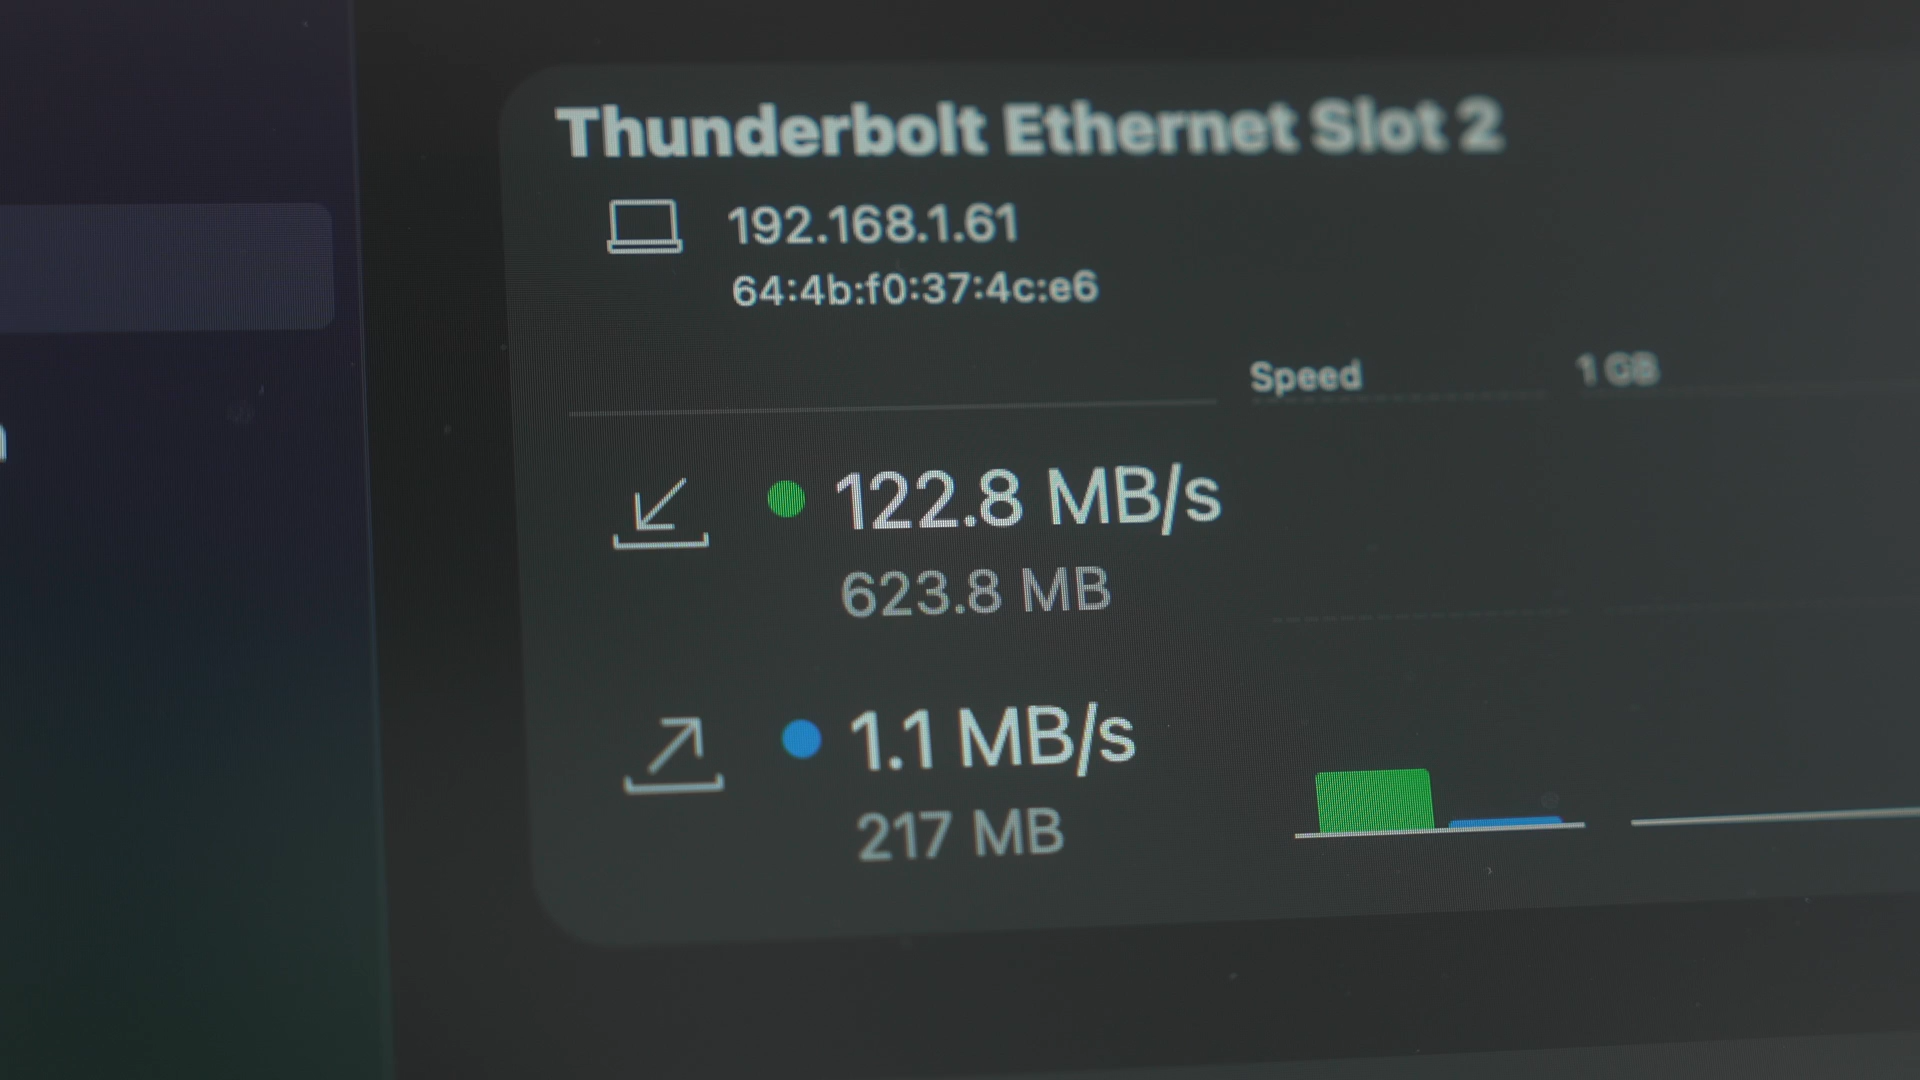 Thunderbolt Ethernet Slot 2
192.168.1.61
64:4b:f0:37:4c:e6
Speed
1 GB
122.8 MB/s
623.8 MB
1.1 MB/s
217 MB